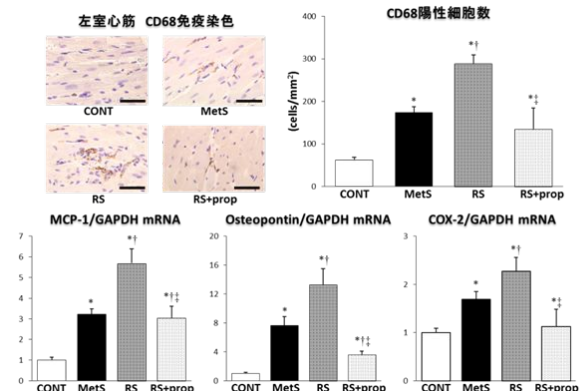 左室心筋 CD68免疫染色
CONT
MetS
RS
RS+prop
CD68陽性細胞数
(cells/mm²)
400
300
200
100
0
*
*†
*‡
CONT MetS RS RS+prop
MCP-1/GAPDH mRNA
7
6
5
4
3
2
1
0
*
*†
*†‡
CONT MetS RS RS+prop
Osteopontin/GAPDH mRNA
20
16
12
8
4
0
*
*†
*†‡
CONT MetS RS RS+prop
COX-2/GAPDH mRNA
3
2
1
0
*
*†
*‡
CONT MetS RS RS+prop